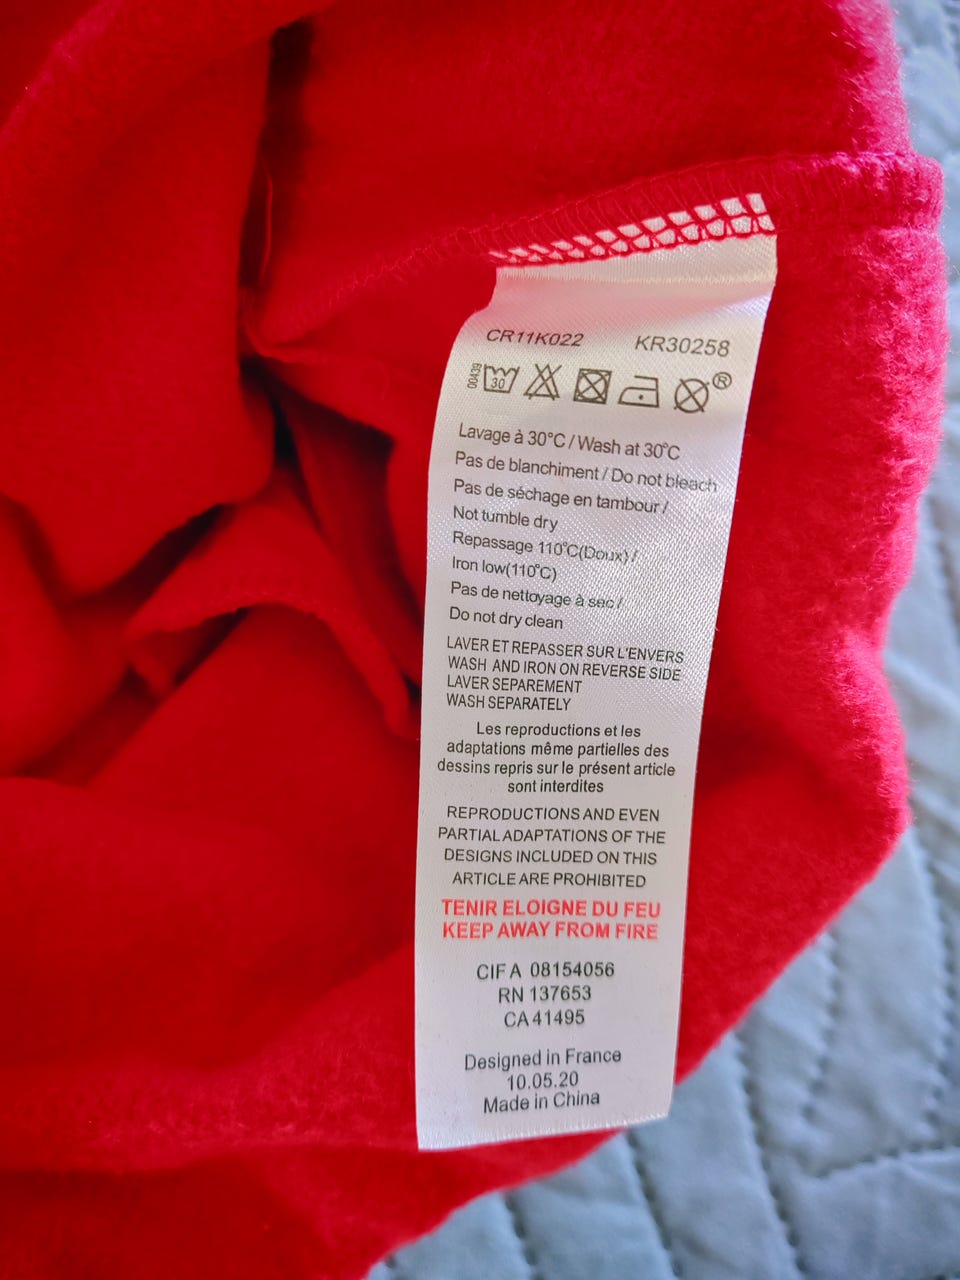 CR11K022 KR30258
00439 30 ®
Lavage à 30°C / Wash at 30°C
Pas de blanchiment / Do not bleach
Pas de séchage en tambour /
Not tumble dry
Repassage 110°C(Doux) /
Iron low(110°C)
Pas de nettoyage à sec /
Do not dry clean
LAVER ET REPASSER SUR L'ENVERS
WASH AND IRON ON REVERSE SIDE
LAVER SEPAREMENT
WASH SEPARATELY
Les reproductions et les
adaptations même partielles des
dessins repris sur le présent article
sont interdites
REPRODUCTIONS AND EVEN
PARTIAL ADAPTATIONS OF THE
DESIGNS INCLUDED ON THIS
ARTICLE ARE PROHIBITED
TENIR ELOIGNE DU FEU
KEEP AWAY FROM FIRE
CIF A 08154056
RN 137653
CA 41495
Designed in France
10.05.20
Made in China